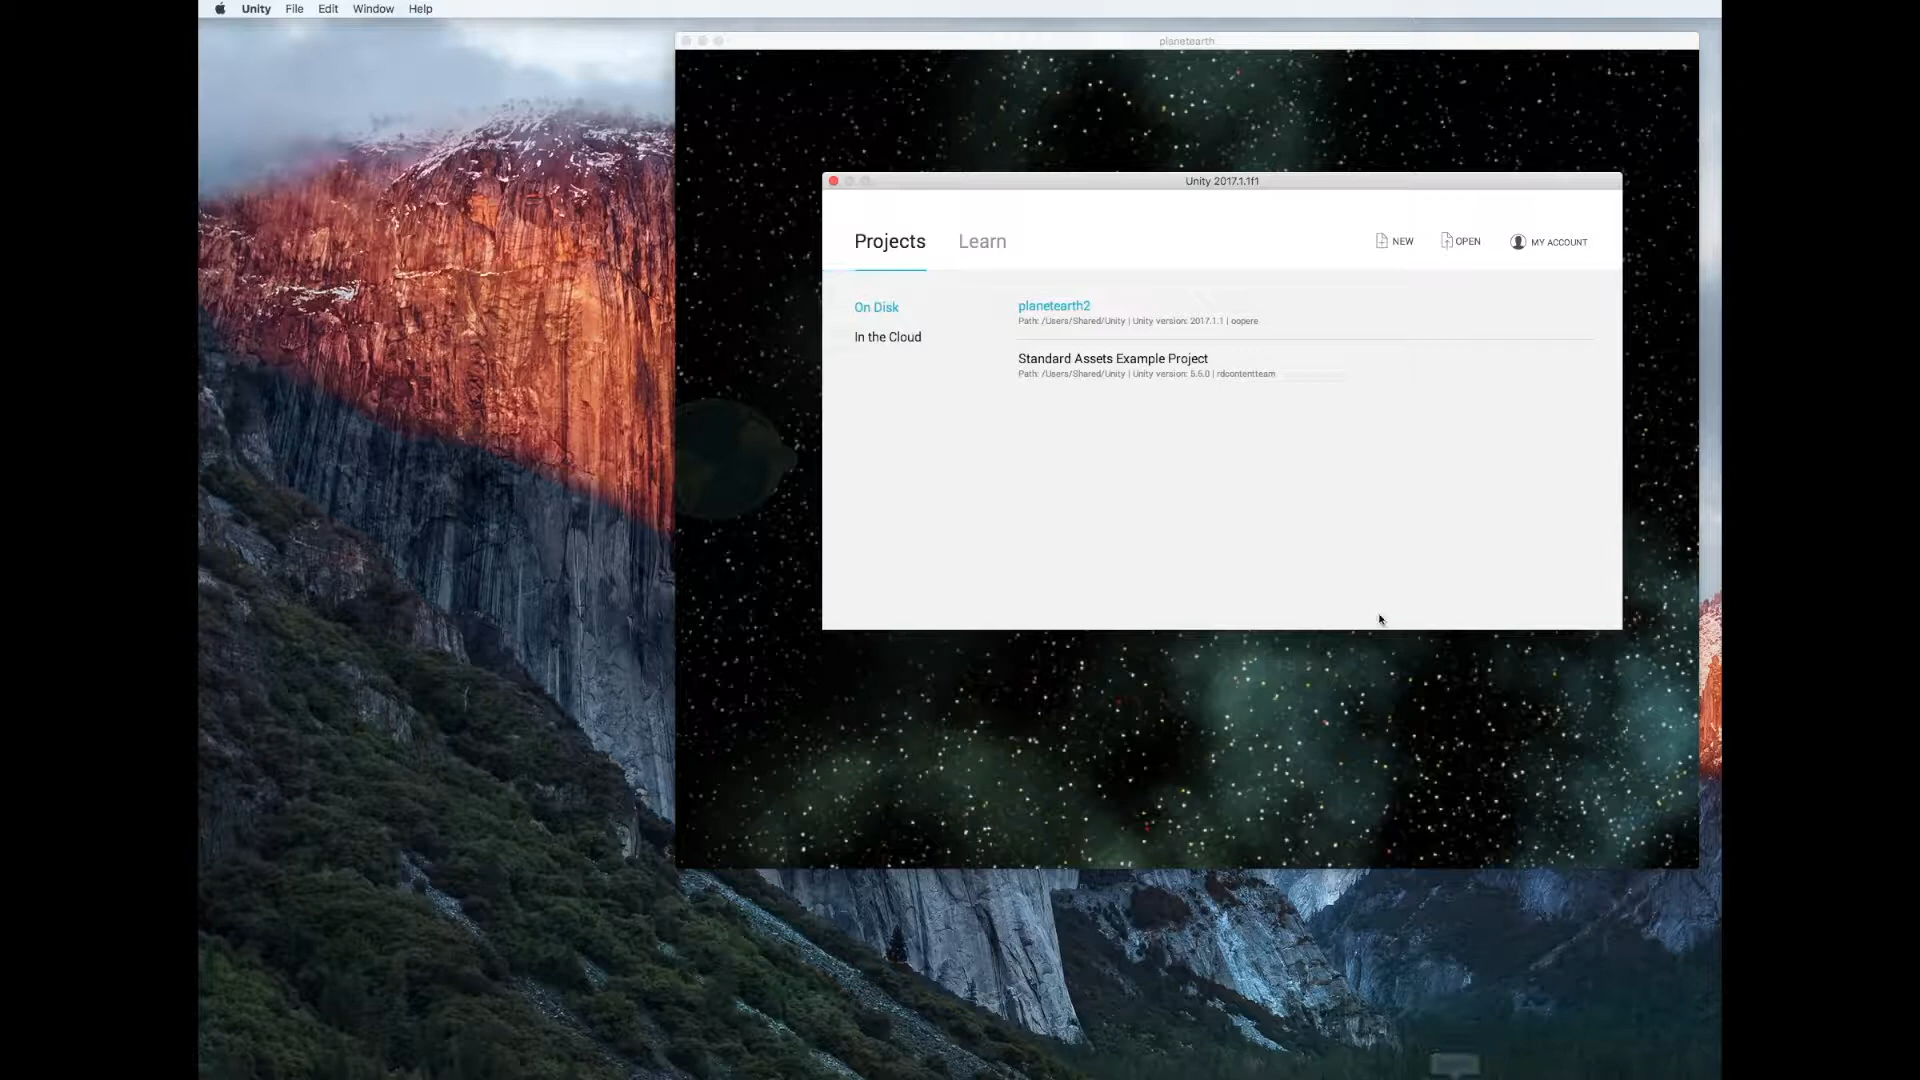 Unity File Edit Window Help
planetearth
Unity 2017.1.1f1
Projects Learn NEW OPEN MY ACCOUNT
On Disk
In the Cloud
planetearth2
Path: /Users/Shared/Unity | Unity version: 2017.1.1 | oopere
Standard Assets Example Project
Path: /Users/Shared/Unity | Unity version: 5.6.0 | rdcontentteam